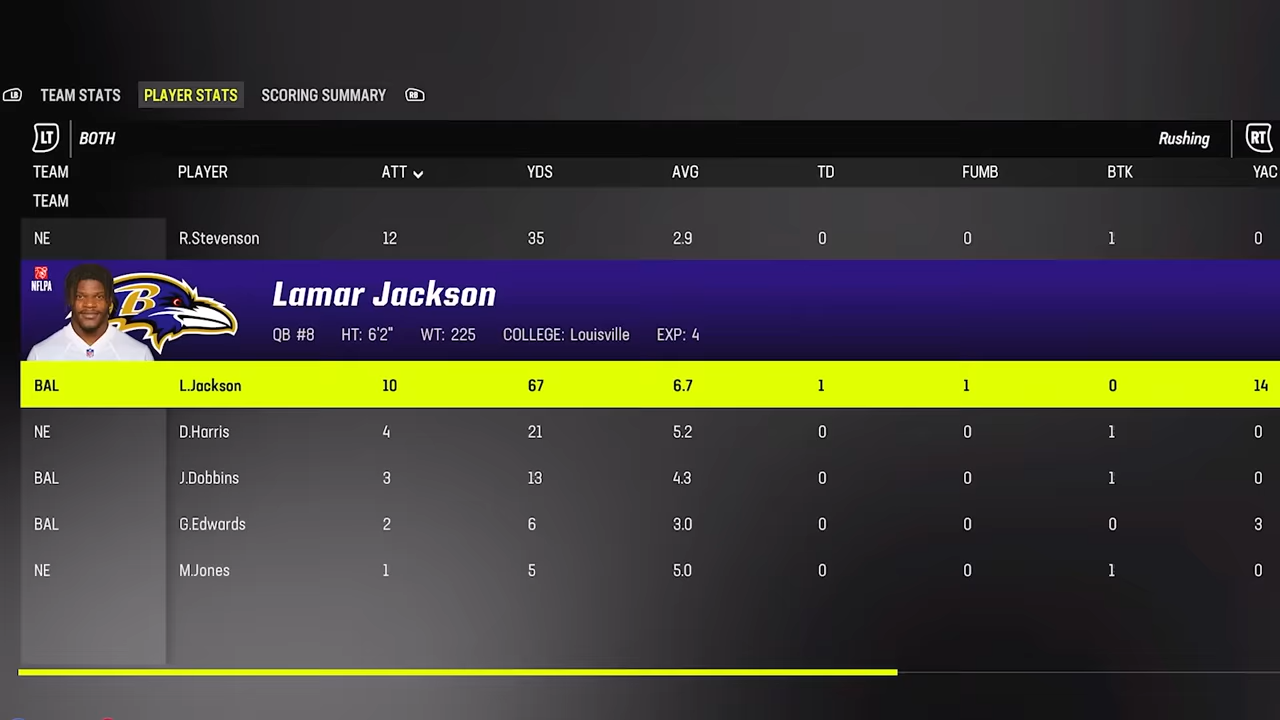 LB TEAM STATS PLAYER STATS SCORING SUMMARY RB
LT BOTH Rushing RT
TEAM PLAYER ATT YDS AVG TD FUMB BTK YAC
TEAM
NE R.Stevenson 12 35 2.9 0 0 1 0
NFLPA
B
Lamar Jackson
QB #8 HT: 6'2" WT: 225 COLLEGE: Louisville EXP: 4
BAL L.Jackson 10 67 6.7 1 1 0 14
NE D.Harris 4 21 5.2 0 0 1 0
BAL J.Dobbins 3 13 4.3 0 0 1 0
BAL G.Edwards 2 6 3.0 0 0 0 3
NE M.Jones 1 5 5.0 0 0 1 0